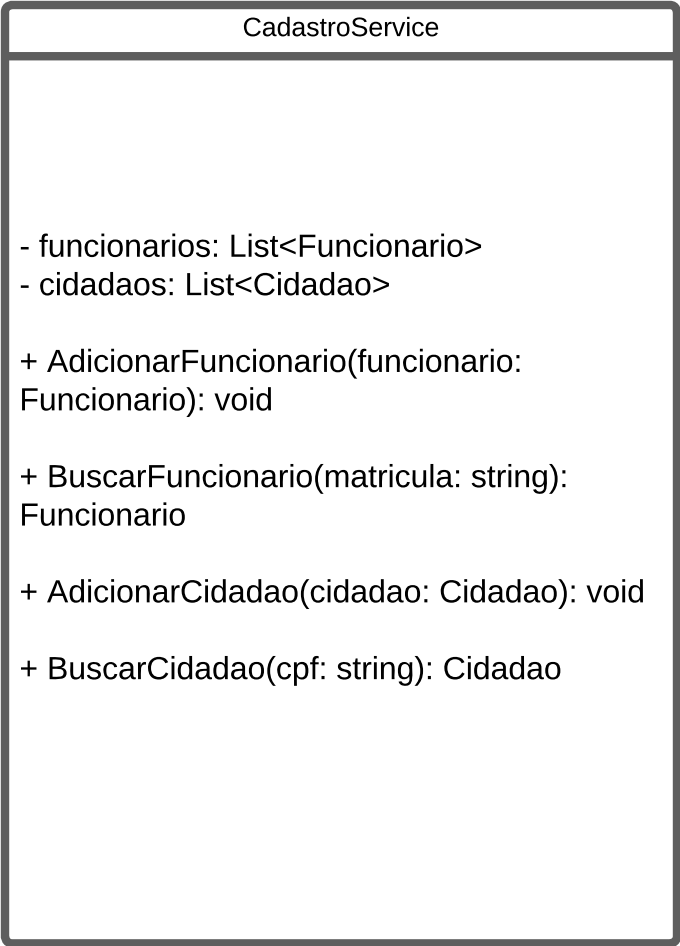 CadastroService
- funcionarios: List<Funcionario>
- cidadaos: List<Cidadao>
+ AdicionarFuncionario(funcionario:
Funcionario): void
+ BuscarFuncionario(matricula: string):
Funcionario
+ AdicionarCidadao(cidadao: Cidadao): void
+ BuscarCidadao(cpf: string): Cidadao